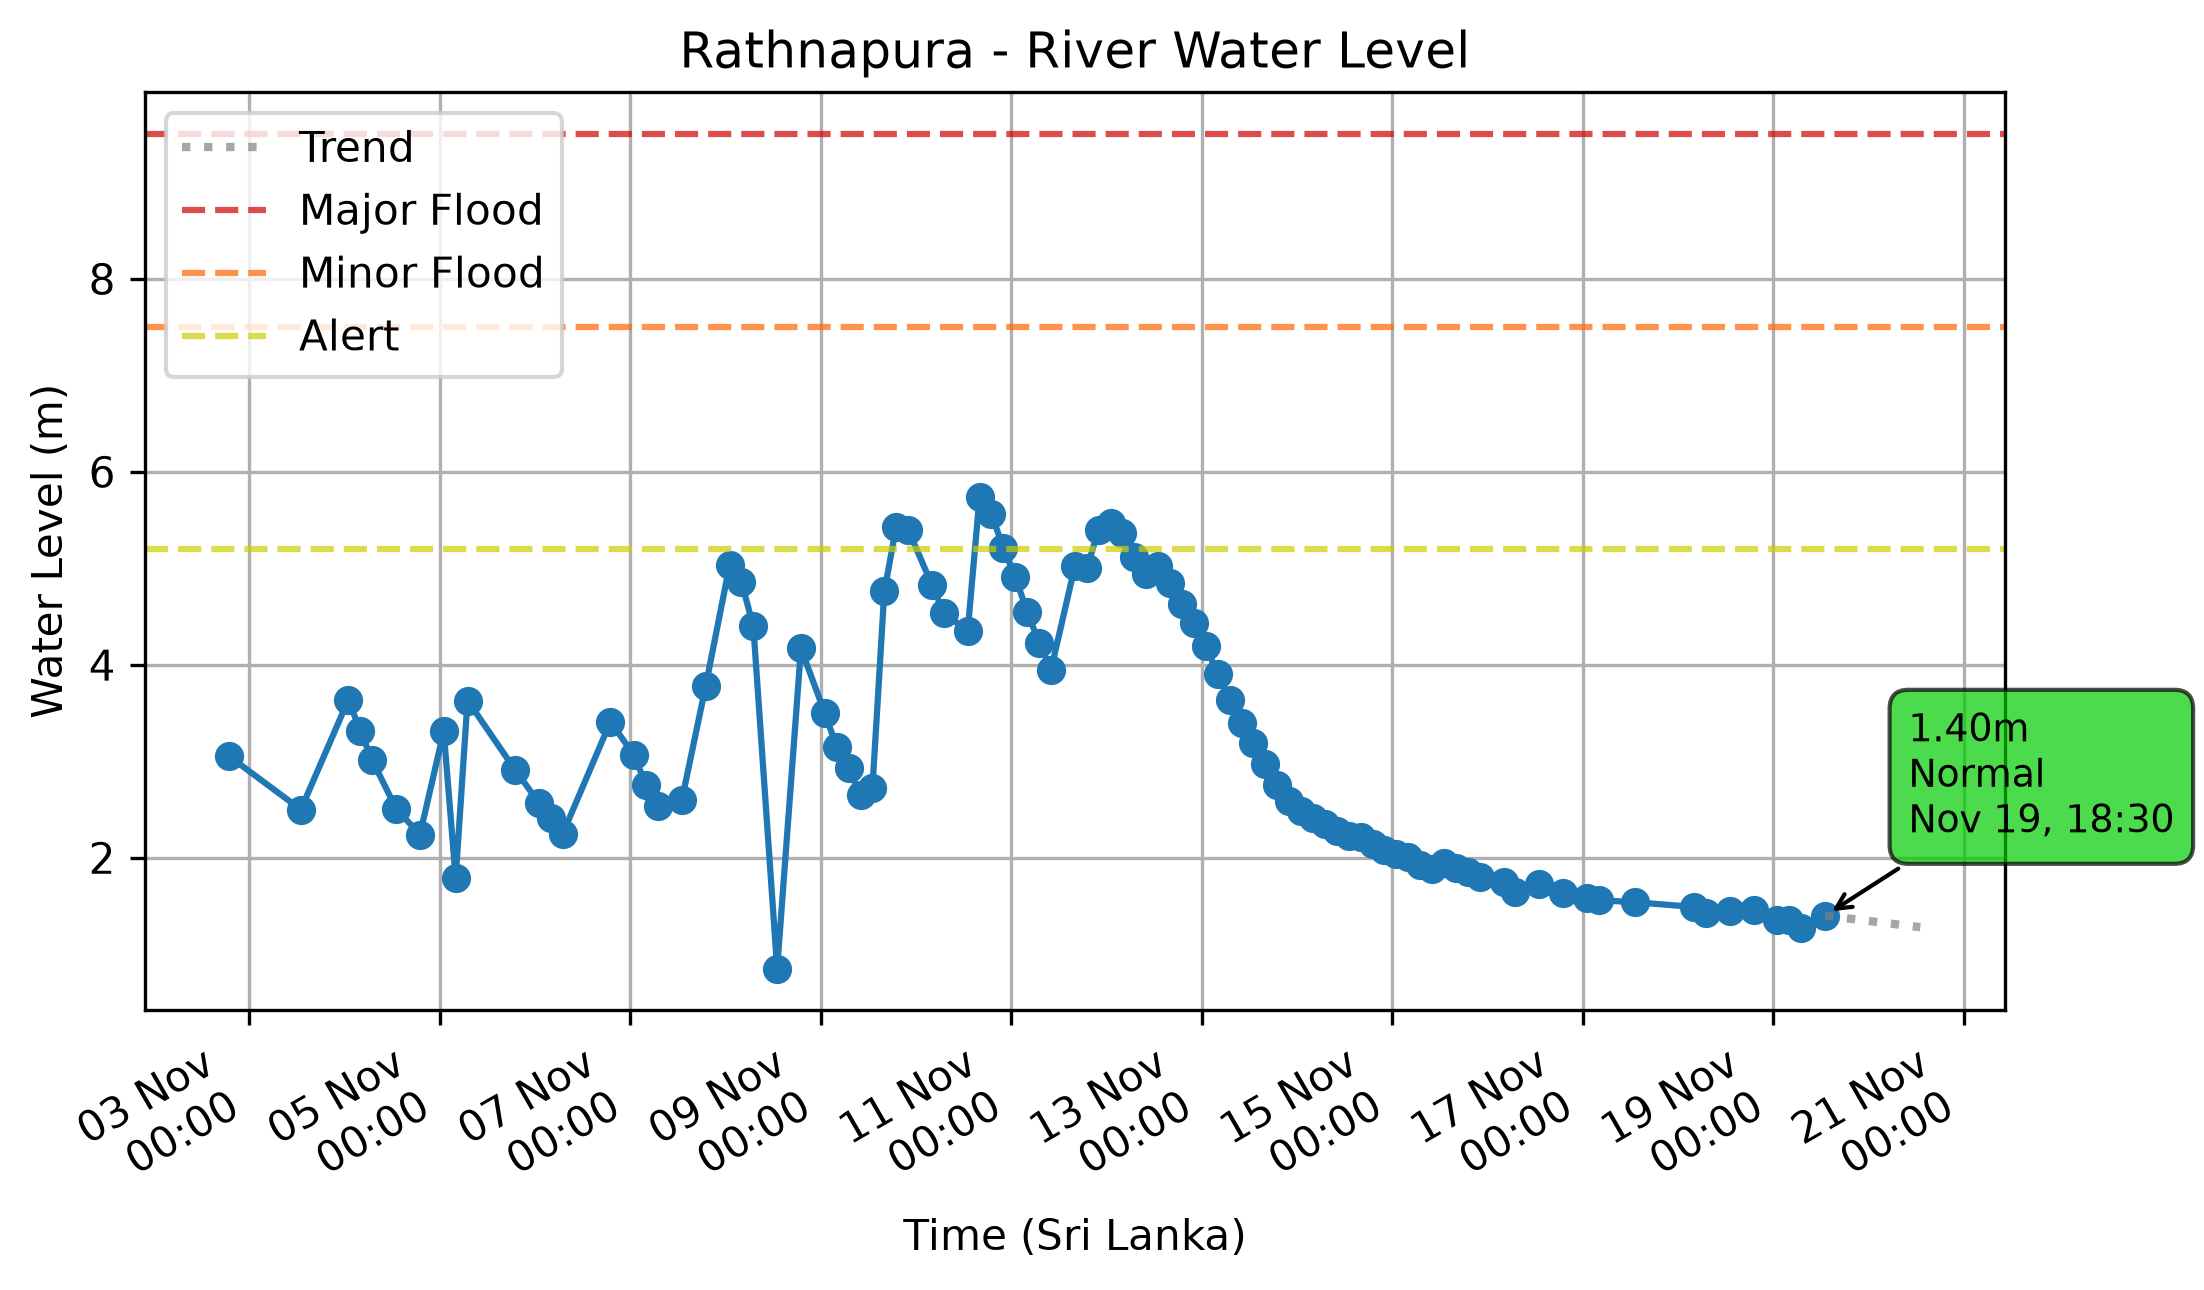 Rathnapura - River Water Level
Trend
Major Flood
Minor Flood
Alert
8
6
4
2
Water Level (m)
1.40m
Normal
Nov 19, 18:30
03 Nov
00:00
05 Nov
00:00
07 Nov
00:00
09 Nov
00:00
11 Nov
00:00
13 Nov
00:00
15 Nov
00:00
17 Nov
00:00
19 Nov
00:00
21 Nov
00:00
Time (Sri Lanka)